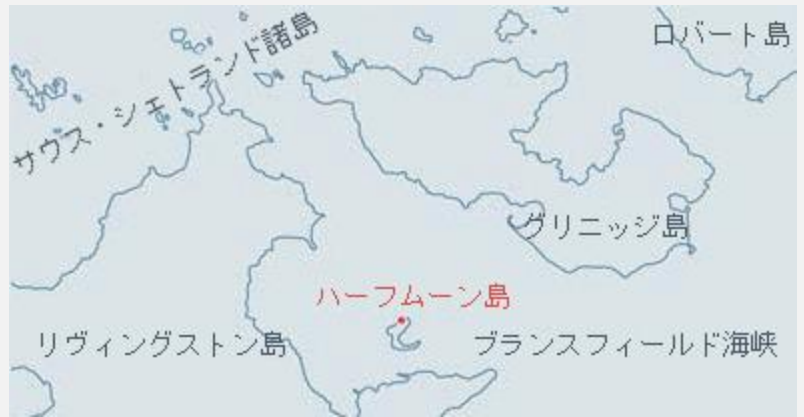 ロバート島
サウス・シェトランド諸島
グリニッジ島
ハーフムーン島
リヴィングストン島
ブランスフィールド海峡